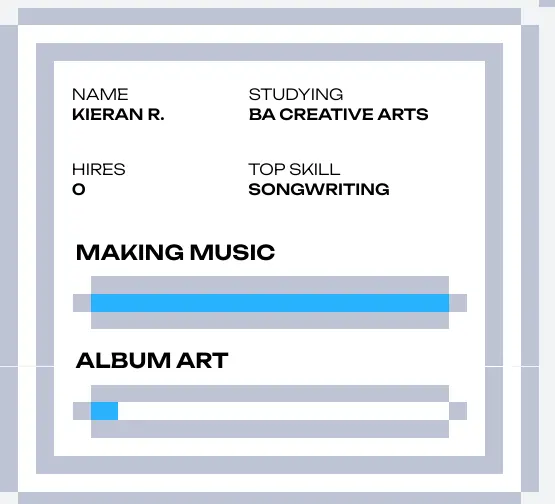 NAME
KIERAN R.
STUDYING
BA CREATIVE ARTS
HIRES
0
TOP SKILL
SONGWRITING
MAKING MUSIC
ALBUM ART